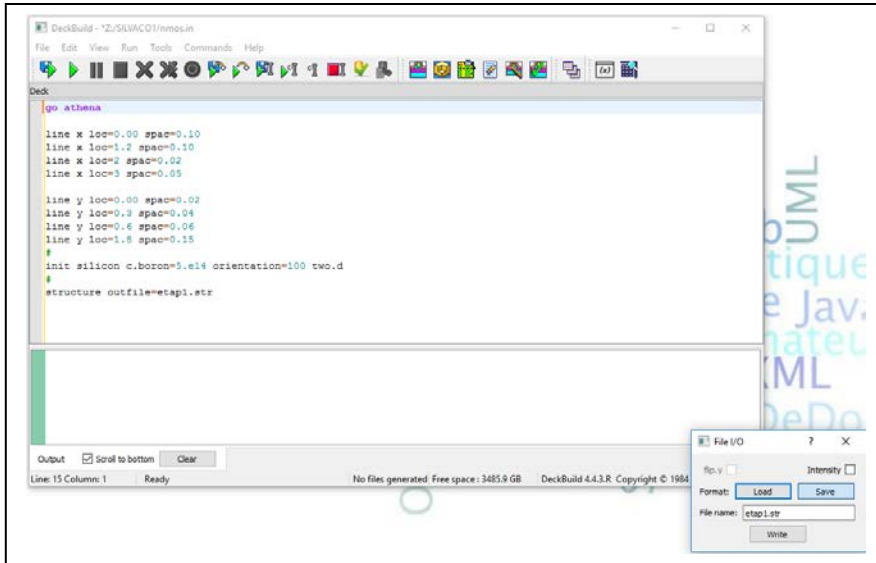 DeckBuild - *Z:/SILVACO1/nmos.in
File Edit View Run Tools Commands Help
Deck
go athena
line x loc=0.00 spac=0.10
line x loc=1.2 spac=0.10
line x loc=2 spac=0.02
line x loc=3 spac=0.05
line y loc=0.00 spac=0.02
line y loc=0.3 spac=0.04
line y loc=0.6 spac=0.06
line y loc=1.8 spac=0.15
#
init silicon c.boron=5.e14 orientation=100 two.d
#
structure outfile=etap1.str
Output Scroll to bottom Clear
Line: 15 Column: 1 Ready No files generated Free space : 3485.9 GB DeckBuild 4.4.3.R Copyright © 1984
UML
tique
e Jav
mateu
XML
DeDo
File I/O ? X
flip.y Intensity
Format: Load Save
File name: etap1.str
Write